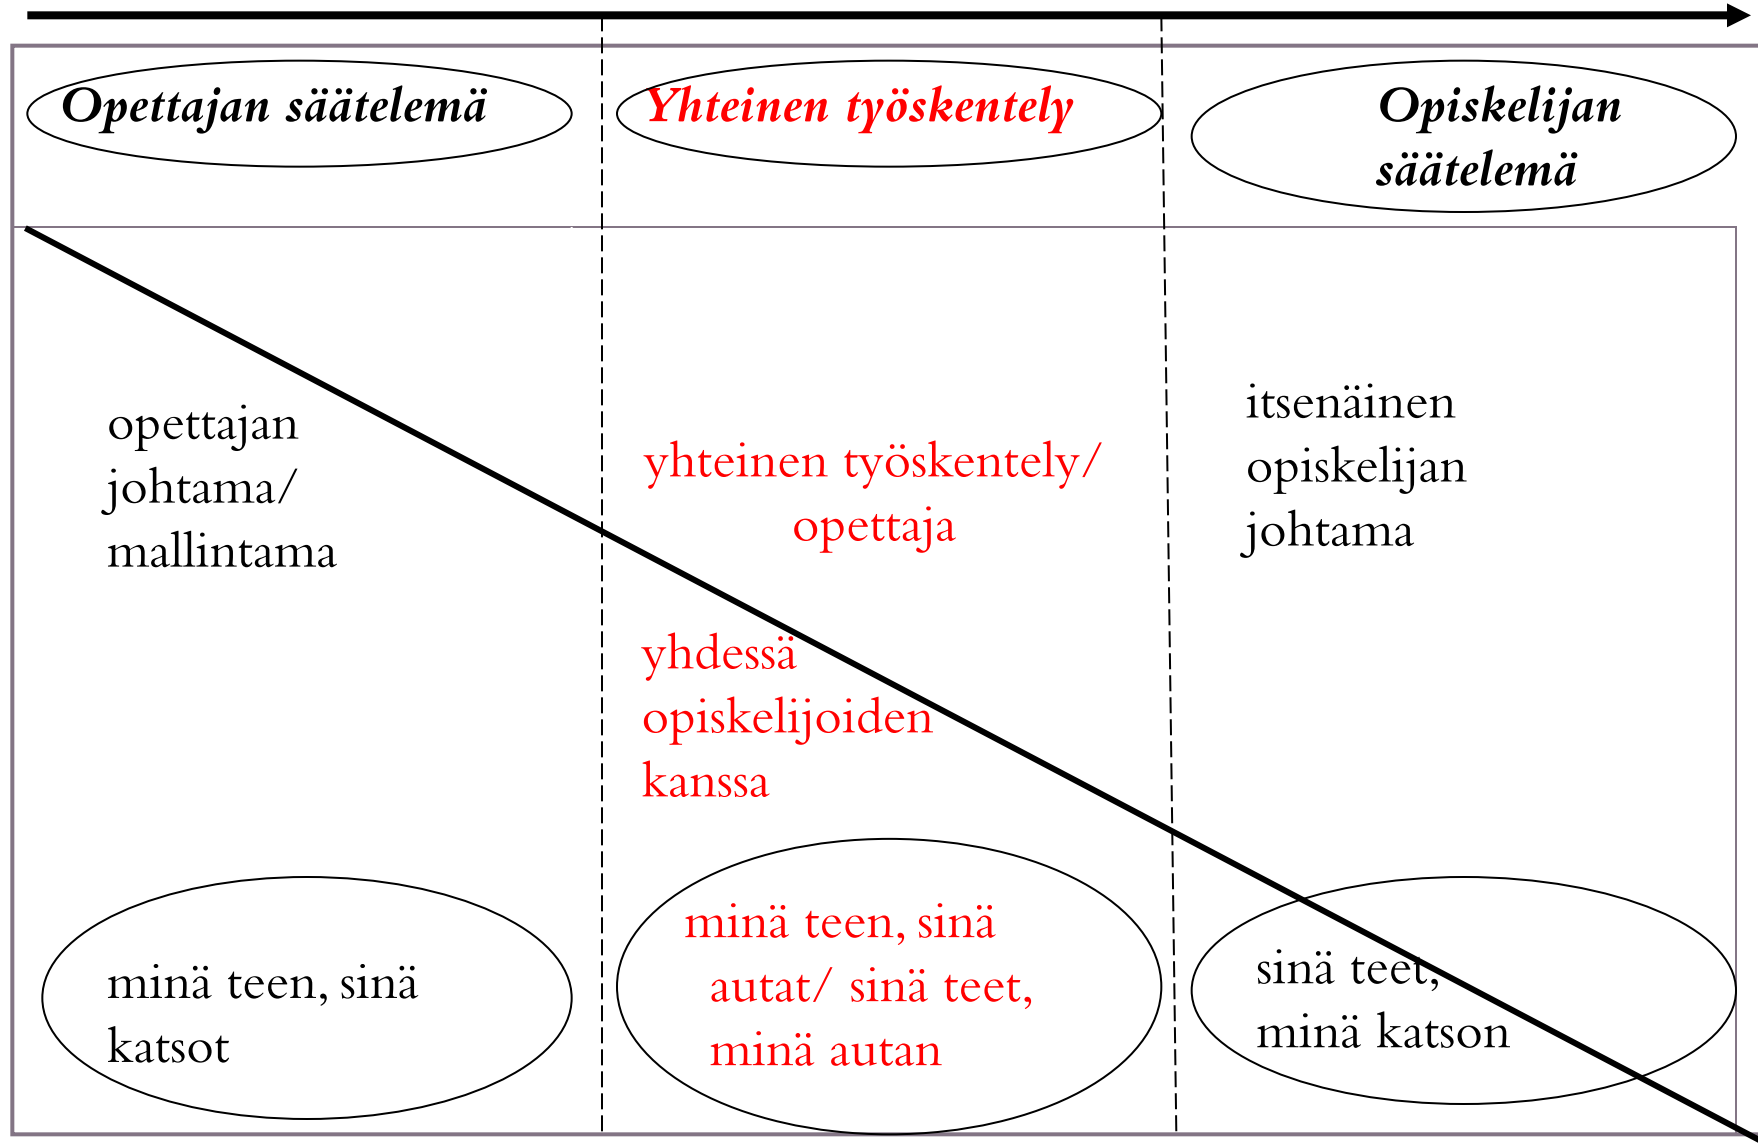 Opettajan säätelemä
Yhteinen työskentely
Opiskelijan
säätelemä
opettajan
johtama/
mallintama
yhteinen työskentely/
opettaja
yhdessä
opiskelijoiden
kanssa
itsenäinen
opiskelijan
johtama
minä teen, sinä
katsot
minä teen, sinä
autat/ sinä teet,
minä autan
sinä teet,
minä katson